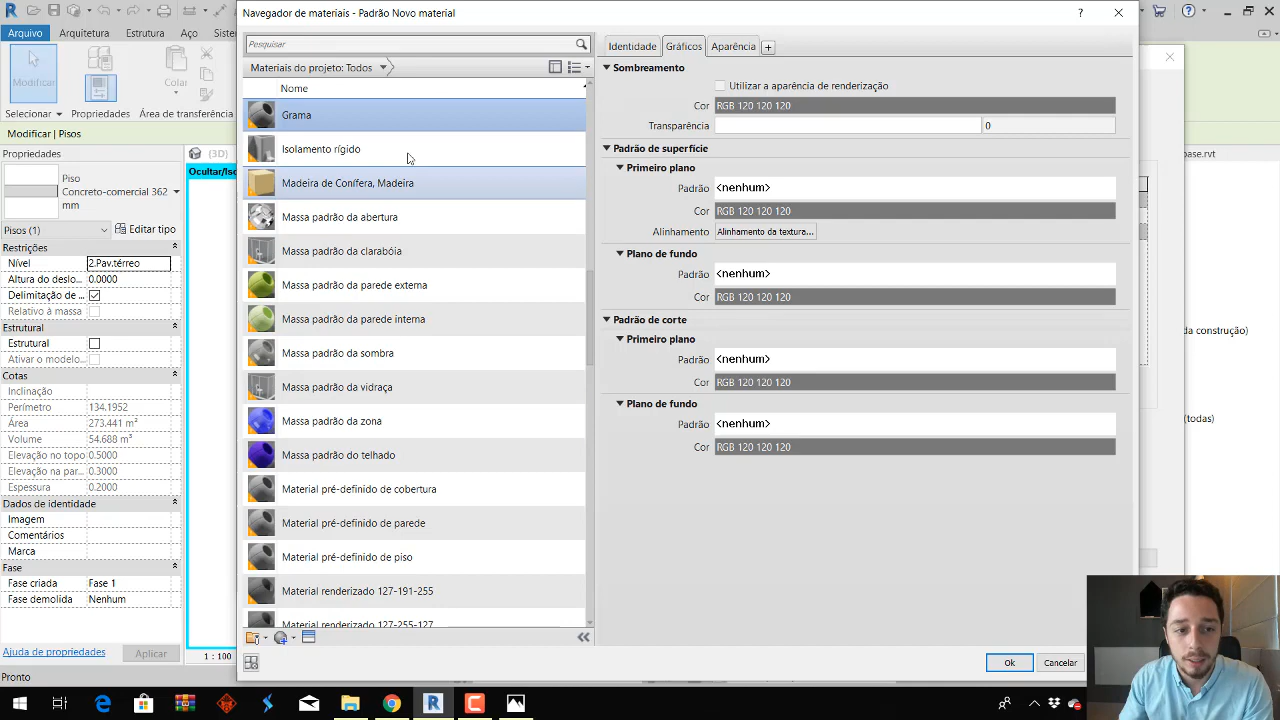 Navegador de materiais - Padrão Novo material
Arquivo
Arquitetura
Estrutura
Aço
Siste
Modificar
Propriedades
Colar
Área de transferência
Modificar | Pisos
Propriedades
Piso
Concreto-comercial 362
mm
Pisos (1)
Editar tipo
Restrições
Nível
2.Pav.térreo
Altura do deslo...
0.0000
Delimitação de ...
Relativo à massa
Estrutural
Estrutural
Ativar o modelo...
Cotas
Inclinação
Perímetro
134.1952
Área
273.441 m²
Volume
54.688 m³
Elevação no topo
0.5000
Elevação na par...
0.3000
Espessura
0.2000
Dados de identidade
Imagem
Comentários
Marca
Fase
Fase criada
Fase 1
Fase demolida
Nenhum
Ajuda de propriedades
Aplicar
Pronto
(3D)
Ocultar/Iso
1 : 100
Pesquisar
Materiais do projeto: Todos
Nome
Grama
Isolamento rígido
Madeira de Conífera, Madeira
Massa padrão da abertura
Massa padrão da clarabóia
Massa padrão da parede externa
Massa padrão da parede interna
Massa padrão da sombra
Massa padrão da vidraça
Massa padrão da zona
Massa padrão do telhado
Material pré-definido de cobertura
Material pré-definido de parede
Material pré-definido de piso
Material renderizado 127-191-255
Material renderizado 127-255-127
Identidade
Gráficos
Aparência
Sombreamento
Utilizar a aparência de renderização
Cor
RGB 120 120 120
Transparência
0
Padrão de superfície
Primeiro plano
Padrão
<nenhum>
Cor
RGB 120 120 120
Alinhamento
Alinhamento da textura...
Plano de fundo
Padrão
<nenhum>
Cor
RGB 120 120 120
Padrão de corte
Primeiro plano
Padrão
<nenhum>
Cor
RGB 120 120 120
Plano de fundo
Padrão
<nenhum>
Cor
RGB 120 120 120
Ok
Cancelar
base.rvt
da construção)
(todas)